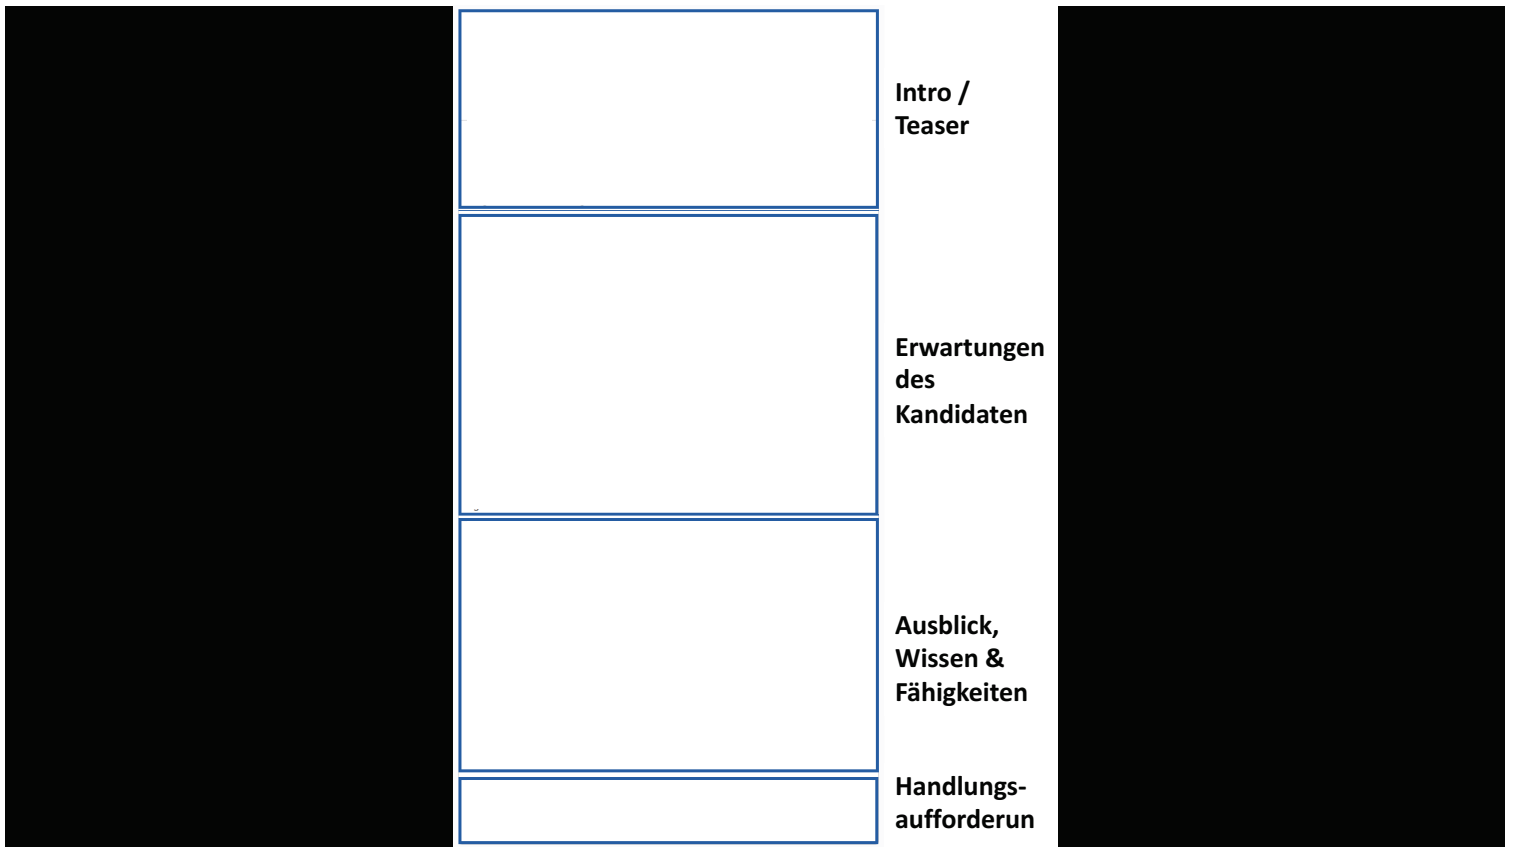 Intro /
Teaser
Erwartungen
des
Kandidaten
Ausblick,
Wissen &
Fähigkeiten
Handlungs-
aufforderun